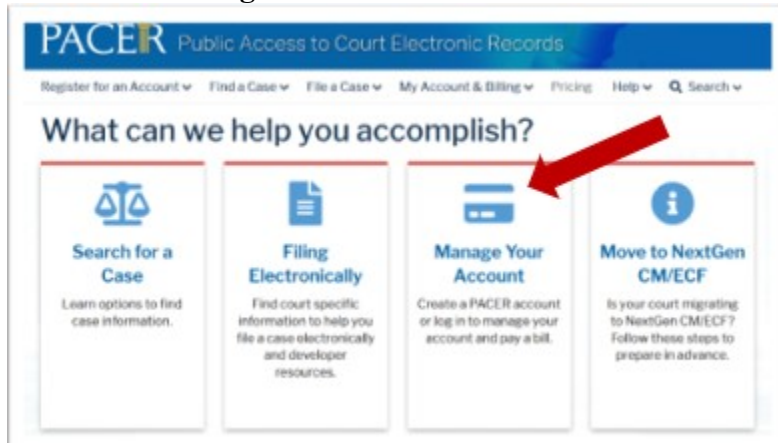 PACER Public Access to Court Electronic Records
Register for an Account Find a Case File a Case My Account & Billing Pricing Help Search
What can we help you accomplish?
Search for a
Case
Learn options to find
case information.
Filing
Electronically
Find court specific
information to help you
file a case electronically
and developer
resources.
Manage Your
Account
Create a PACER account
or log in to manage your
account and pay a bill.
Move to NextGen
CM/ECF
Is your court migrating
to NextGen CM/ECF?
Follow these steps to
prepare in advance.